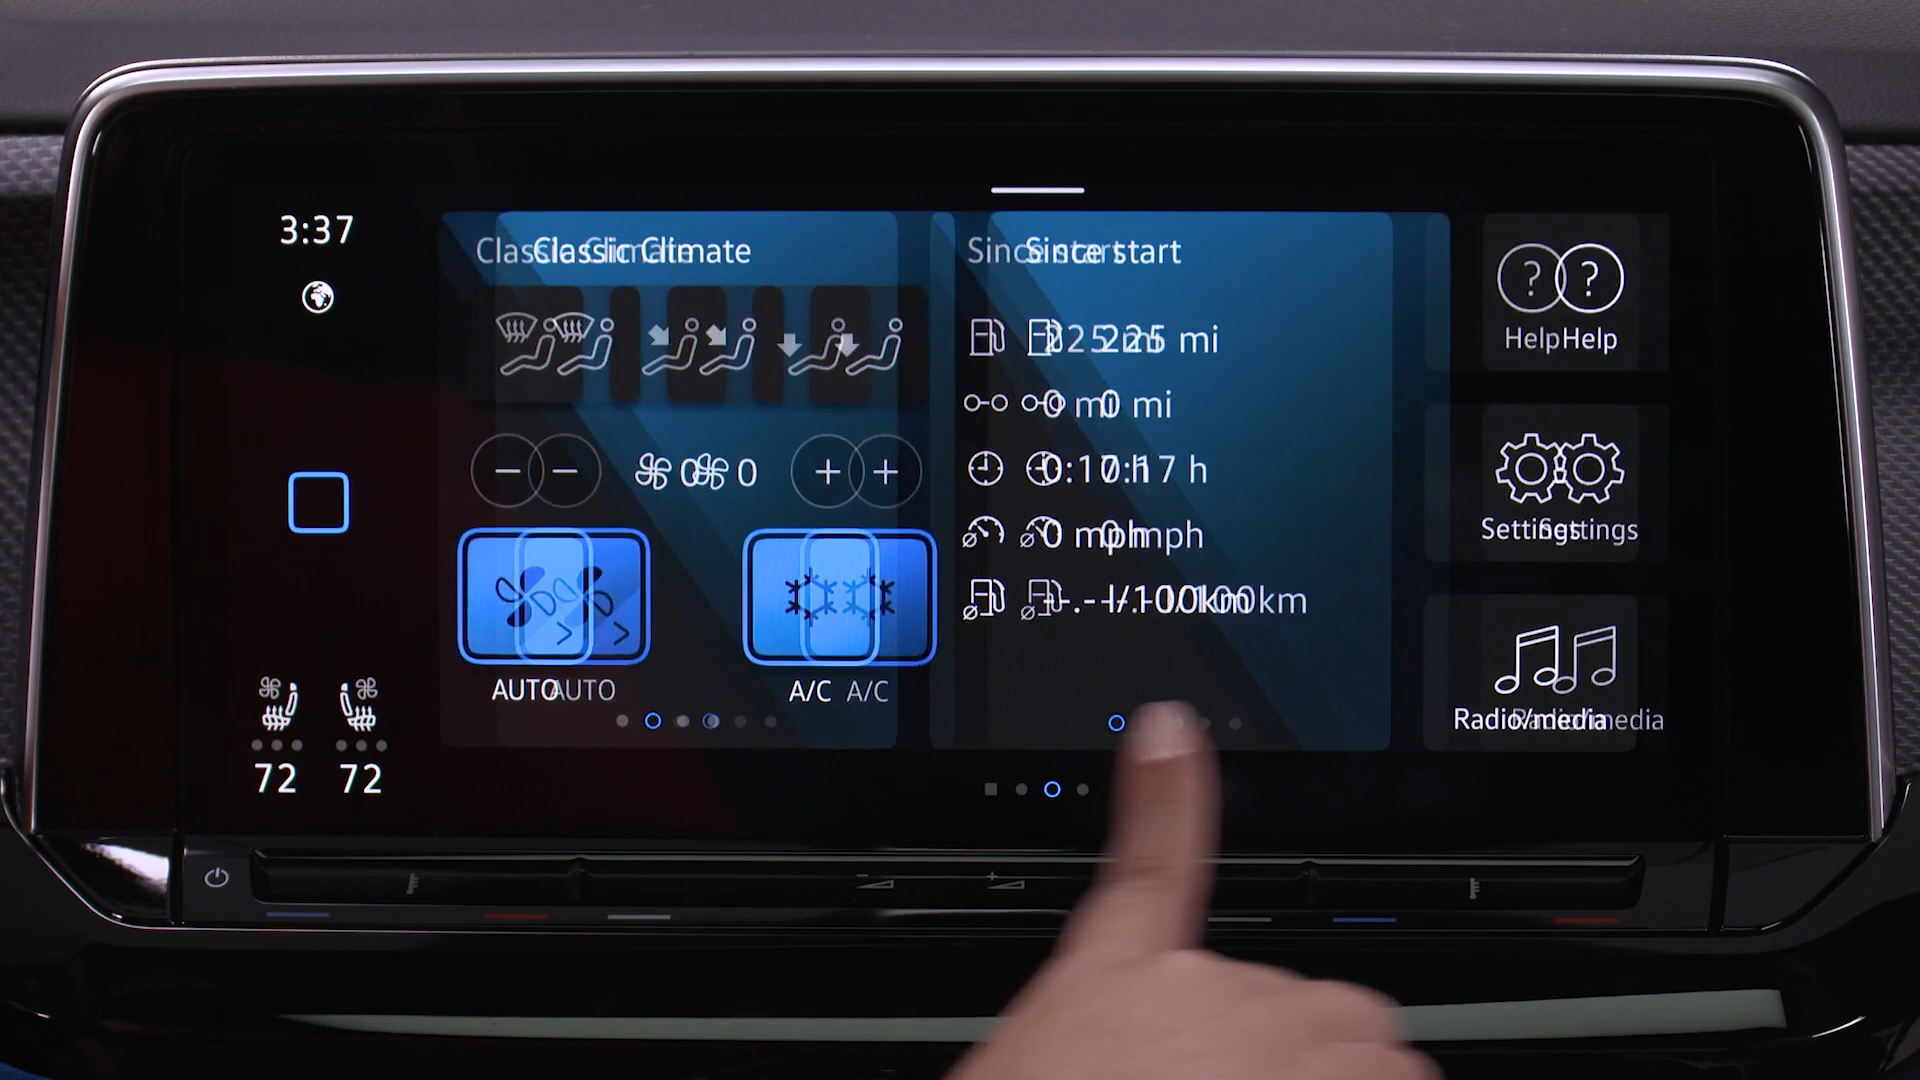 3:37
Classic Climate
Since start
225 mi
0 mi
0:17 h
0 mph
--.- l/100km
0
AUTO
A/C
Help
Settings
Radio/media
72
72